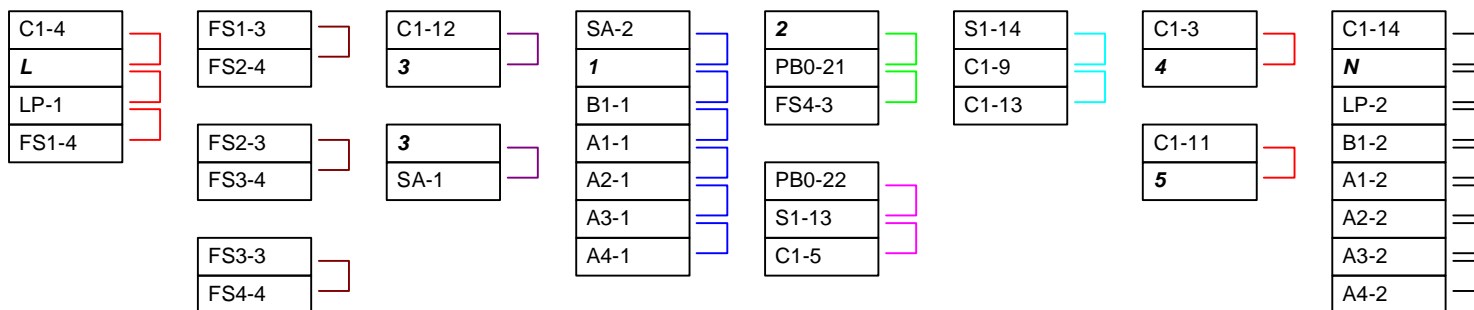 C1-4
L
LP-1
FS1-4
FS1-3
FS2-4
FS2-3
FS3-4
FS3-3
FS4-4
C1-12
3
3
SA-1
SA-2
1
B1-1
A1-1
A2-1
A3-1
A4-1
2
PB0-21
FS4-3
PB0-22
S1-13
C1-5
S1-14
C1-9
C1-13
C1-3
4
C1-11
5
C1-14
N
LP-2
B1-2
A1-2
A2-2
A3-2
A4-2